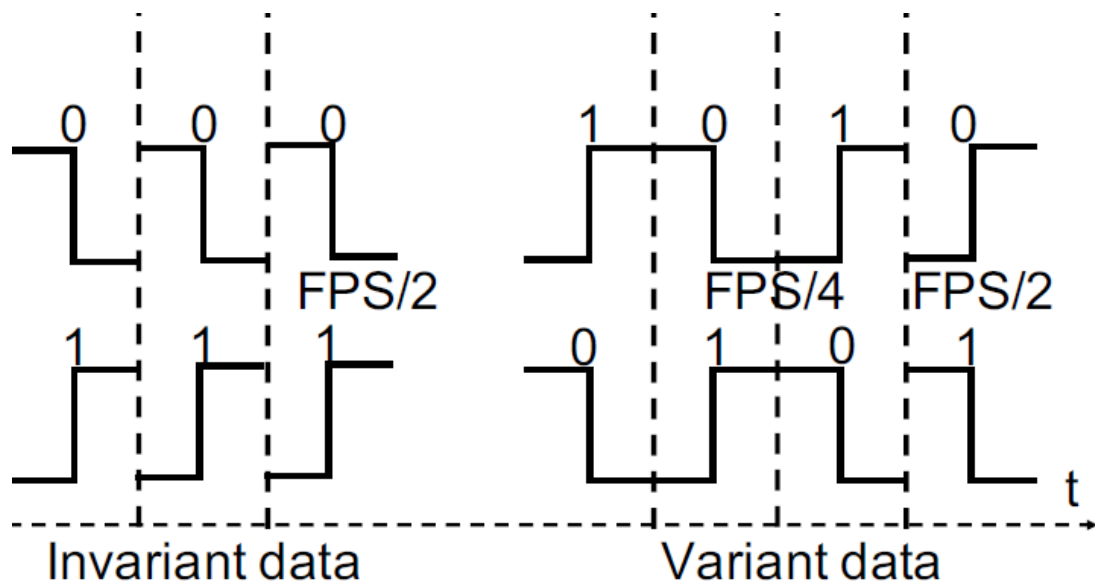 0 0 0 1 0 1 0
FPS/2 FPS/4 FPS/2
1 1 1 0 1 0 1
t
Invariant data Variant data